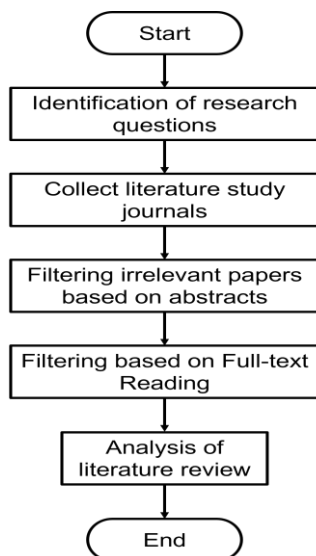 Start
Identification of research
questions
Collect literature study
journals
Filtering irrelevant papers
based on abstracts
Filtering based on Full-text
Reading
Analysis of
literature review
End